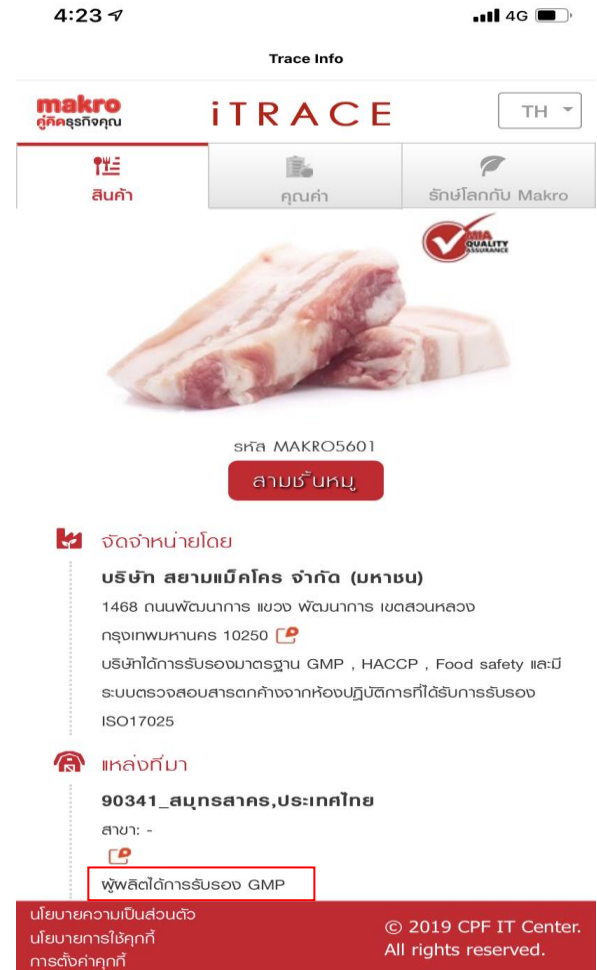 4:23
4G
Trace Info
makro
คู่คิดธุรกิจคุณ
iTRACE
TH
สินค้า
คุณค่า
รักษ์โลกกับ Makro
MIA
QUALITY
ASSURANCE
รหัส MAKRO5601
สามชั้นหมู
จัดจำหน่ายโดย
บริษัท สยามแม็คโคร จำกัด (มหาชน)
1468 ถนนพัฒนาการ แขวง พัฒนาการ เขตสวนหลวง
กรุงเทพมหานคร 10250
บริษัทได้การรับรองมาตรฐาน GMP , HACCP , Food safety และมี
ระบบตรวจสอบสารตกค้างจากห้องปฏิบัติการที่ได้รับการรับรอง
ISO17025
แหล่งที่มา
90341_สมุทรสาคร,ประเทศไทย
สาขา: -
ผู้ผลิตได้การรับรอง GMP
นโยบายความเป็นส่วนตัว
นโยบายการใช้คุกกี้
การตั้งค่าคุกกี้
© 2019 CPF IT Center.
All rights reserved.